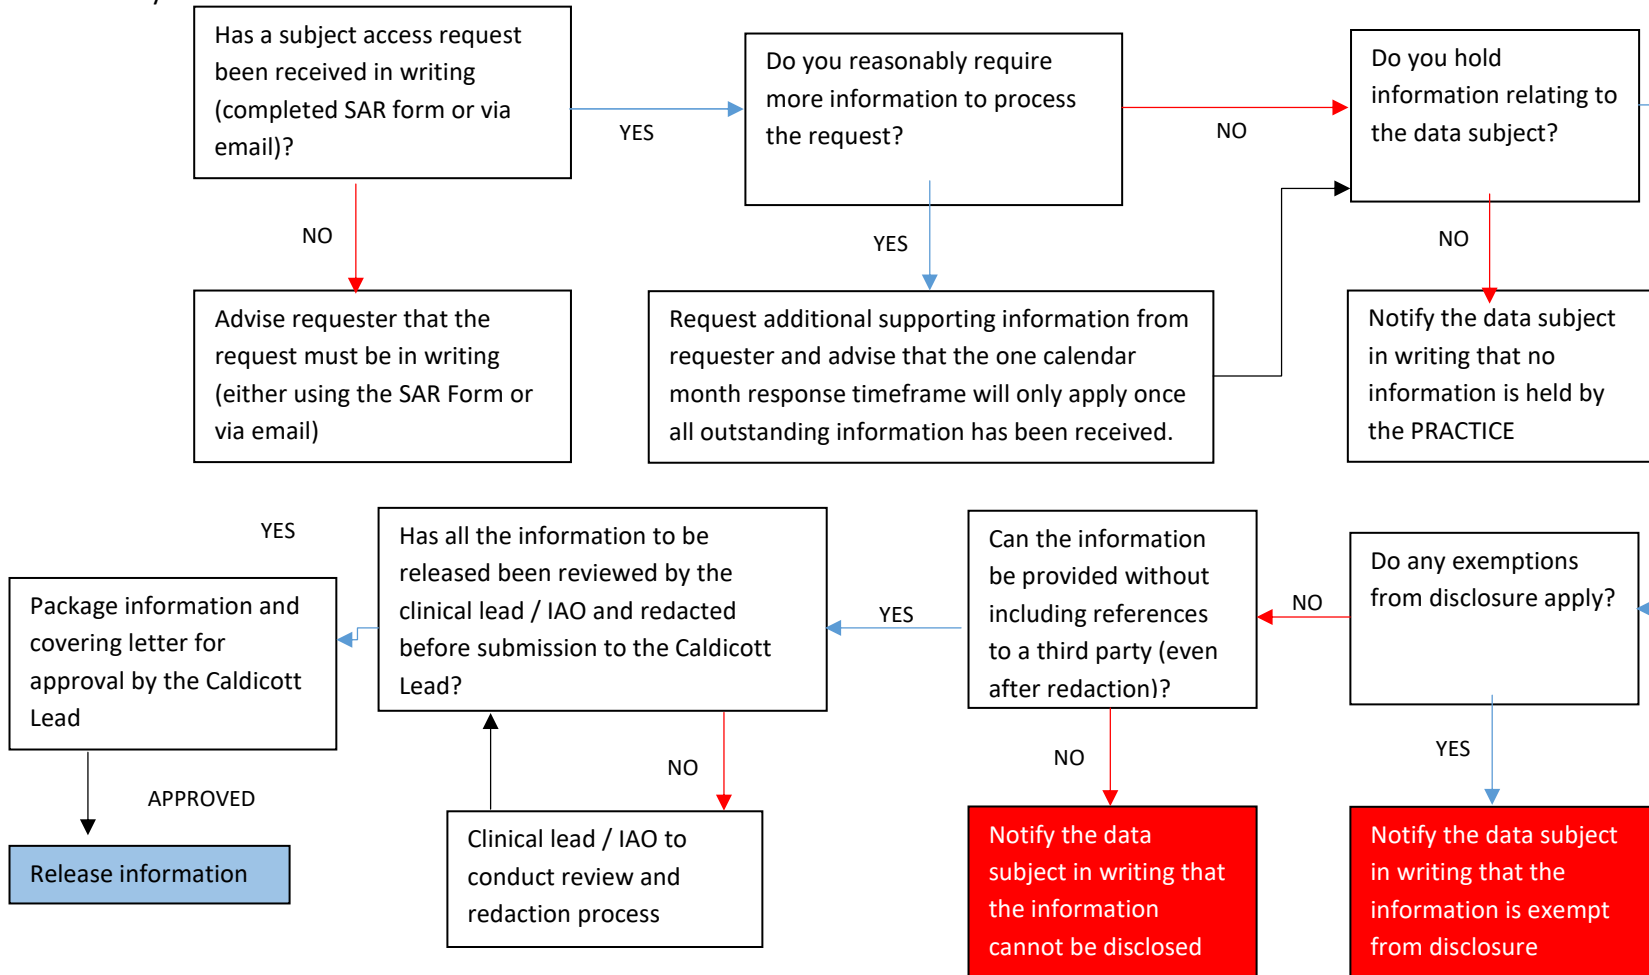 Has a subject access request
been received in writing
(completed SAR form or via
email)?
YES
Do you reasonably require
more information to process
the request?
NO
Do you hold
information relating to
the data subject?
NO
YES
NO
Advise requester that the
request must be in writing
(either using the SAR Form or
via email)
Request additional supporting information from
requester and advise that the one calendar
month response timeframe will only apply once
all outstanding information has been received.
Notify the data subject
in writing that no
information is held by
the PRACTICE
YES
Package information and
covering letter for
approval by the Caldicott
Lead
Has all the information to be
released been reviewed by the
clinical lead / IAO and redacted
before submission to the Caldicott
Lead?
YES
Can the information
be provided without
including references
to a third party (even
after redaction)?
NO
Do any exemptions
from disclosure apply?
APPROVED
NO
NO
YES
Release information
Clinical lead / IAO to
conduct review and
redaction process
Notify the data
subject in writing that
the information
cannot be disclosed
Notify the data subject
in writing that the
information is exempt
from disclosure